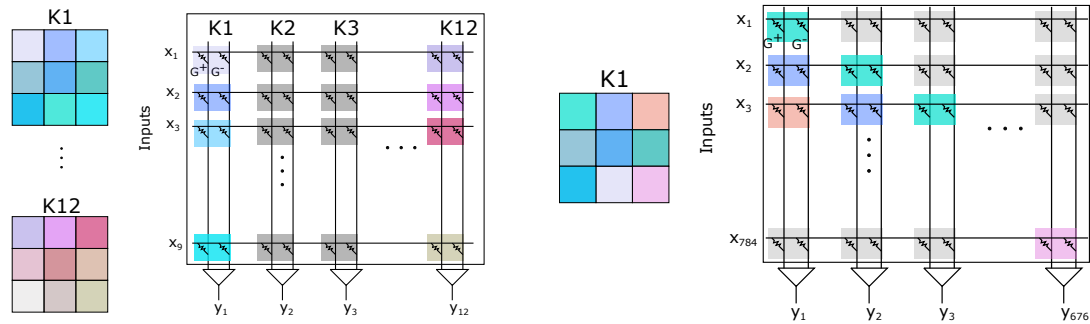 K1
K12
K1 K2 K3 K12
Inputs
x1
G+ G-
x2
x3
x9
y1 y2 y3 y12
K1
Inputs
x1
G+ G-
x2
x3
x784
y1 y2 y3 y676